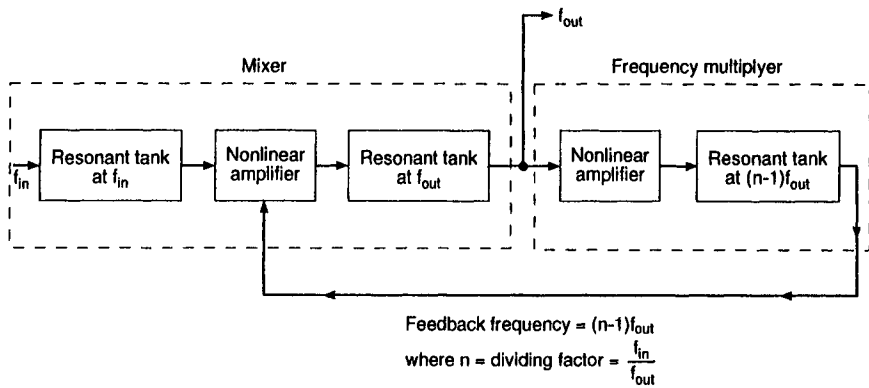 f_out
Mixer
Frequency multiplyer
f_in
Resonant tank
at f_in
Nonlinear
amplifier
Resonant tank
at f_out
Nonlinear
amplifier
Resonant tank
at (n-1)f_out
Feedback frequency = (n-1)f_out
where n = dividing factor = f_in / f_out